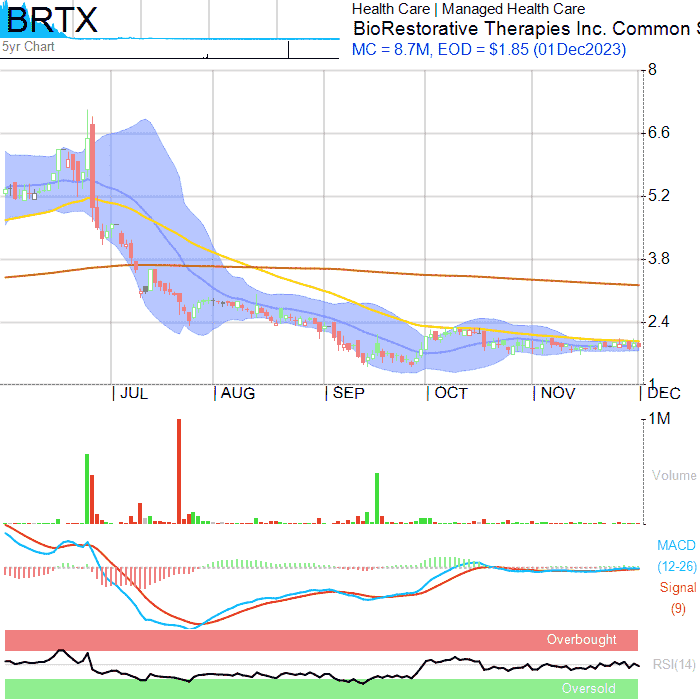 BRTX
5yr Chart
Health Care | Managed Health Care
BioRestorative Therapies Inc. Common S
MC = 8.7M, EOD = $1.85 (01Dec2023)
8
6.6
5.2
3.8
2.4
1
JUL AUG SEP OCT NOV DEC
1M
Volume
MACD
(12-26)
Signal
(9)
Overbought
RSI(14)
Oversold